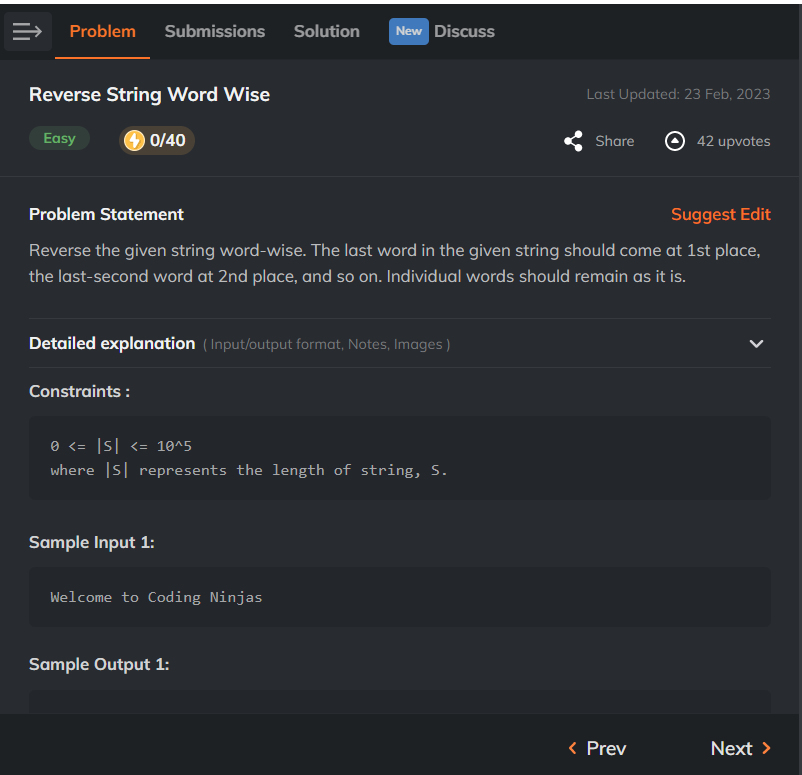 Problem Submissions Solution New Discuss
Reverse String Word Wise Last Updated: 23 Feb, 2023
Easy 0/40 Share 42 upvotes
Problem Statement Suggest Edit
Reverse the given string word-wise. The last word in the given string should come at 1st place,
the last-second word at 2nd place, and so on. Individual words should remain as it is.
Detailed explanation ( Input/output format, Notes, Images )
Constraints :
0 <= |S| <= 10^5
where |S| represents the length of string, S.
Sample Input 1:
Welcome to Coding Ninjas
Sample Output 1:
Prev Next